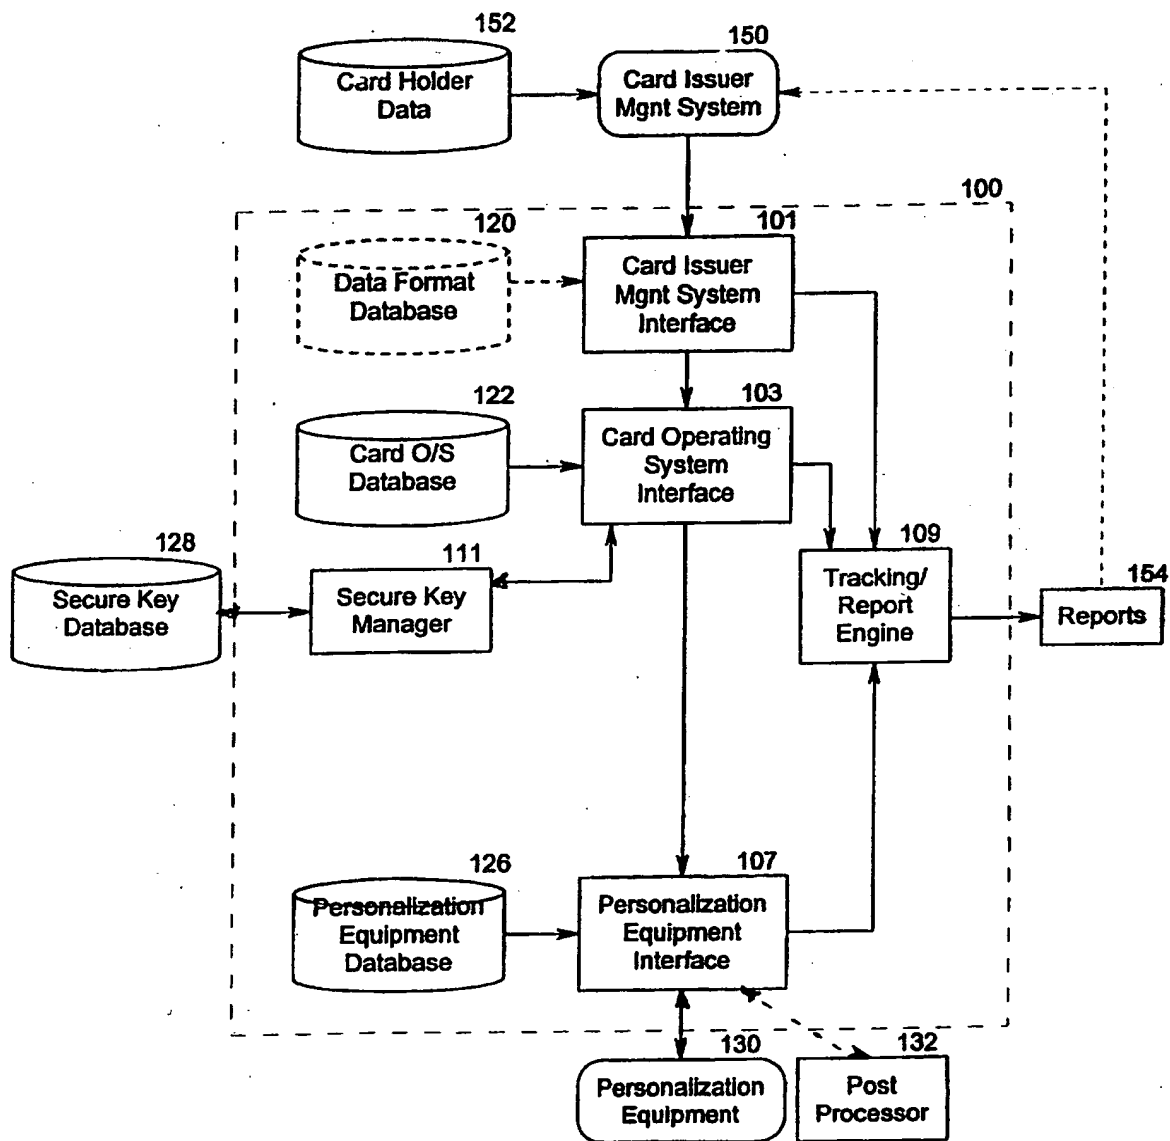 152
Card Holder
Data
150
Card Issuer
Mgnt System
100
120
Data Format
Database
101
Card Issuer
Mgnt System
Interface
122
Card O/S
Database
103
Card Operating
System
Interface
128
Secure Key
Database
111
Secure Key
Manager
109
Tracking/
Report
Engine
154
Reports
126
Personalization
Equipment
Database
107
Personalization
Equipment
Interface
130
Personalization
Equipment
132
Post
Processor